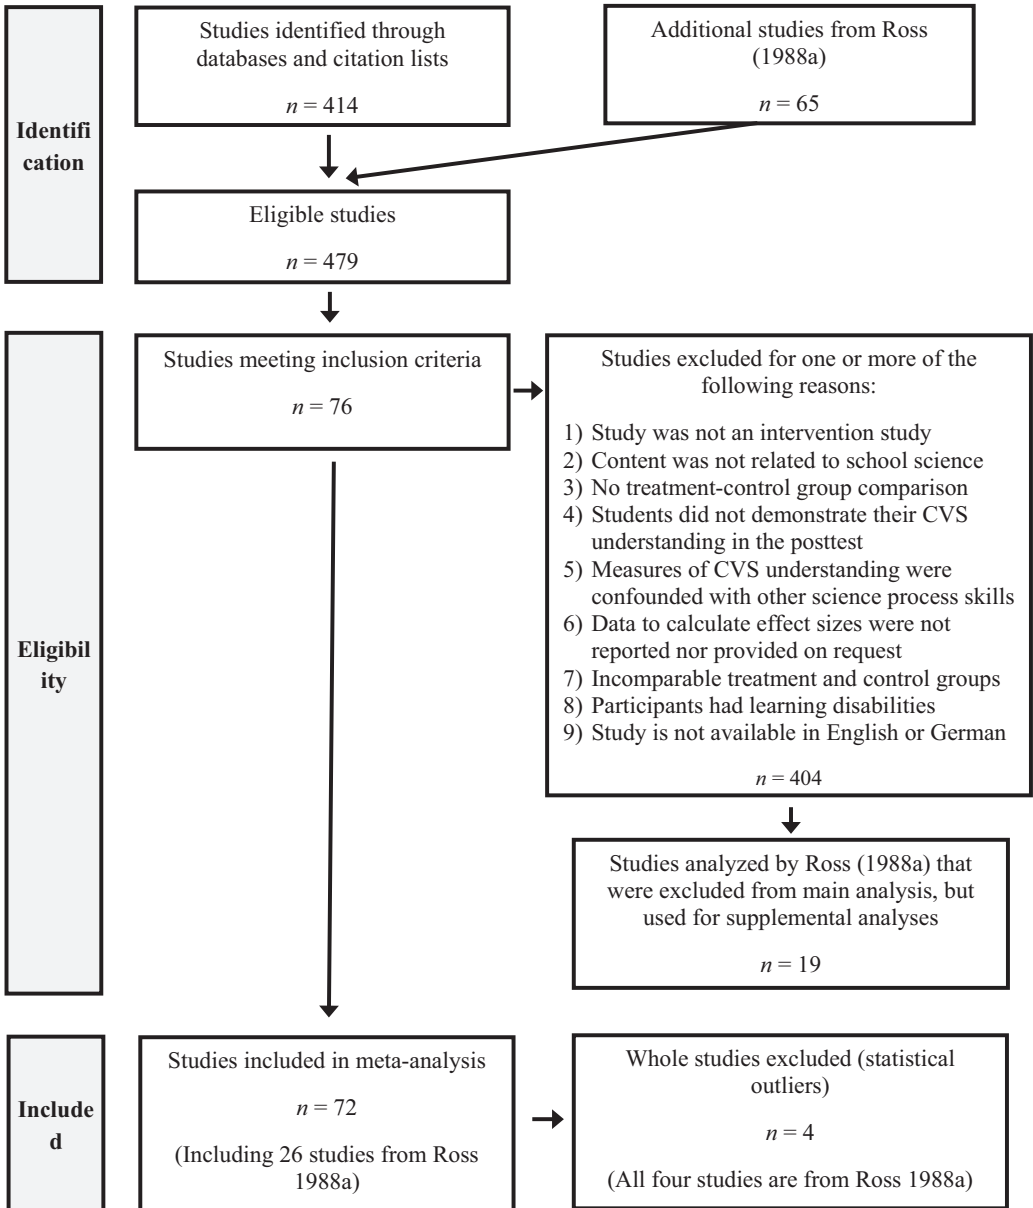 Studies identified through
databases and citation lists
n = 414
Additional studies from Ross
(1988a)
n = 65
Identifi
cation
Eligible studies
n = 479
Studies meeting inclusion criteria
n = 76
Studies excluded for one or more of the
following reasons:
1) Study was not an intervention study
2) Content was not related to school science
3) No treatment-control group comparison
4) Students did not demonstrate their CVS
understanding in the posttest
5) Measures of CVS understanding were
confounded with other science process skills
6) Data to calculate effect sizes were not
reported nor provided on request
7) Incomparable treatment and control groups
8) Participants had learning disabilities
9) Study is not available in English or German
n = 404
Eligibil
ity
Studies analyzed by Ross (1988a) that
were excluded from main analysis, but
used for supplemental analyses
n = 19
Include
d
Studies included in meta-analysis
n = 72
(Including 26 studies from Ross
1988a)
Whole studies excluded (statistical
outliers)
n = 4
(All four studies are from Ross 1988a)